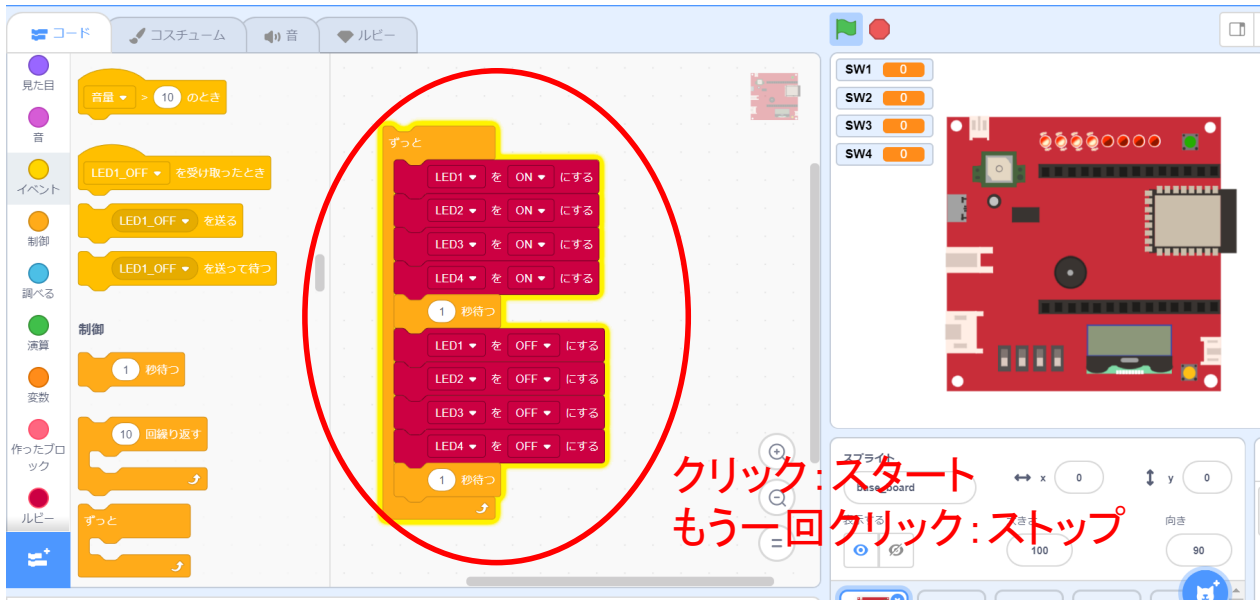 コード
コスチューム
音
ルビー
見た目
音
イベント
制御
調べる
演算
変数
作ったブロ
ック
ルビー
音量 > 10 のとき
LED1_OFF を受け取ったとき
LED1_OFF を送る
LED1_OFF を送って待つ
制御
1 秒待つ
10 回繰り返す
ずっと
ずっと
LED1 を ON にする
LED2 を ON にする
LED3 を ON にする
LED4 を ON にする
1 秒待つ
LED1 を OFF にする
LED2 を OFF にする
LED3 を OFF にする
LED4 を OFF にする
1 秒待つ
クリック:スタート
もう一回クリック:ストップ
SW1 0
SW2 0
SW3 0
SW4 0
スプライト
base_board
x 0
y 0
表示する
大きさ
向き
100
90